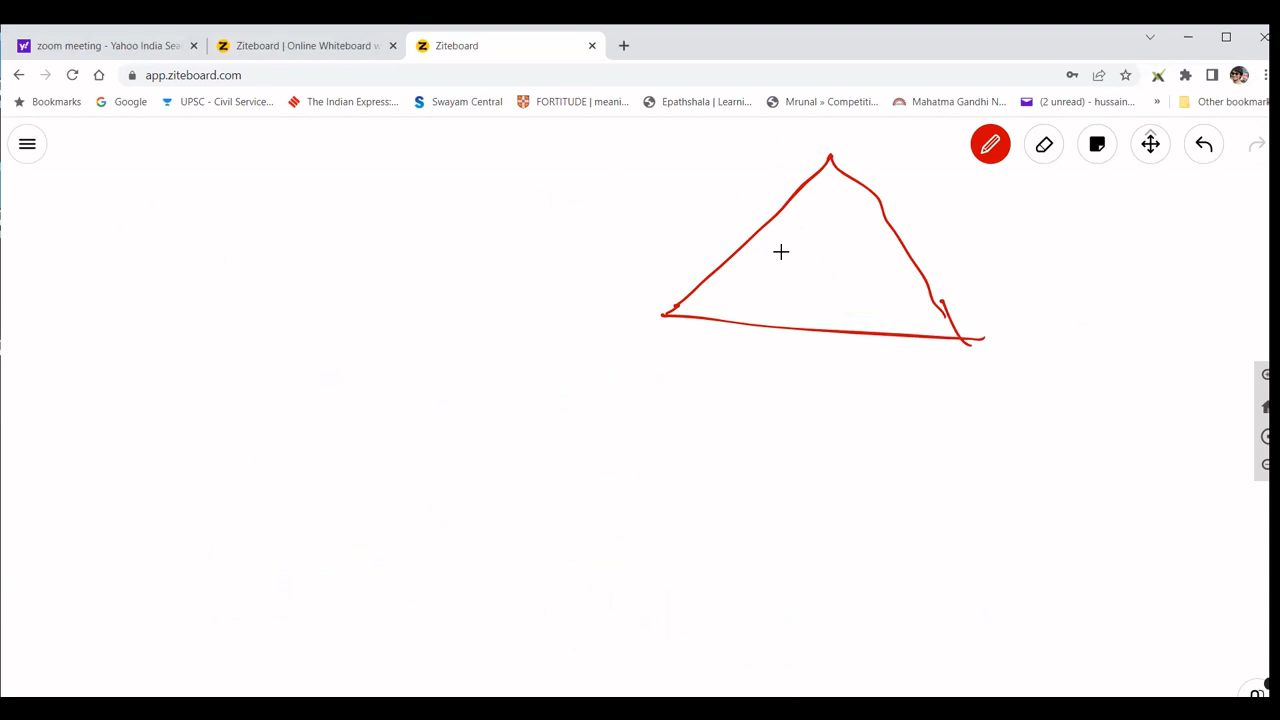 zoom meeting - Yahoo India Sea
Ziteboard | Online Whiteboard w
Ziteboard
app.ziteboard.com
Bookmarks
Google
UPSC - Civil Service...
The Indian Express:...
Swayam Central
FORTITUDE | meani...
Epathshala | Learni...
Mrunal » Competiti...
Mahatma Gandhi N...
(2 unread) - hussain...
»
Other bookmark